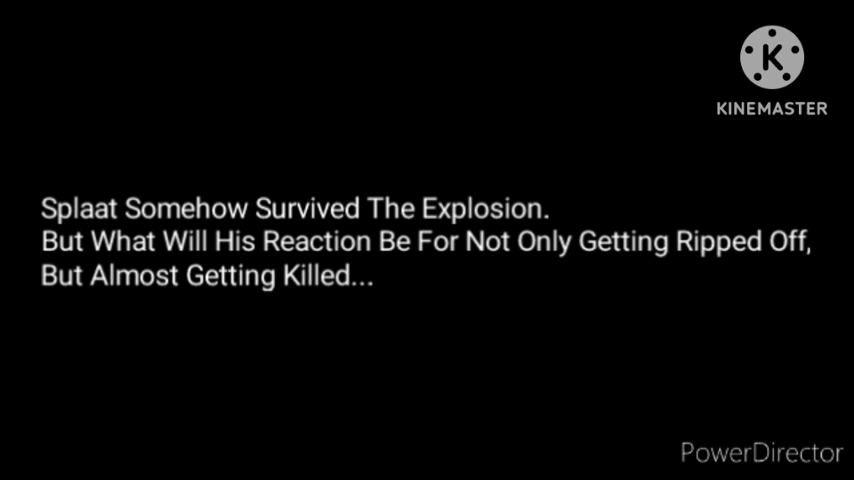 K
KINEMASTER
Splaat Somehow Survived The Explosion.
But What Will His Reaction Be For Not Only Getting Ripped Off,
But Almost Getting Killed...
PowerDirector